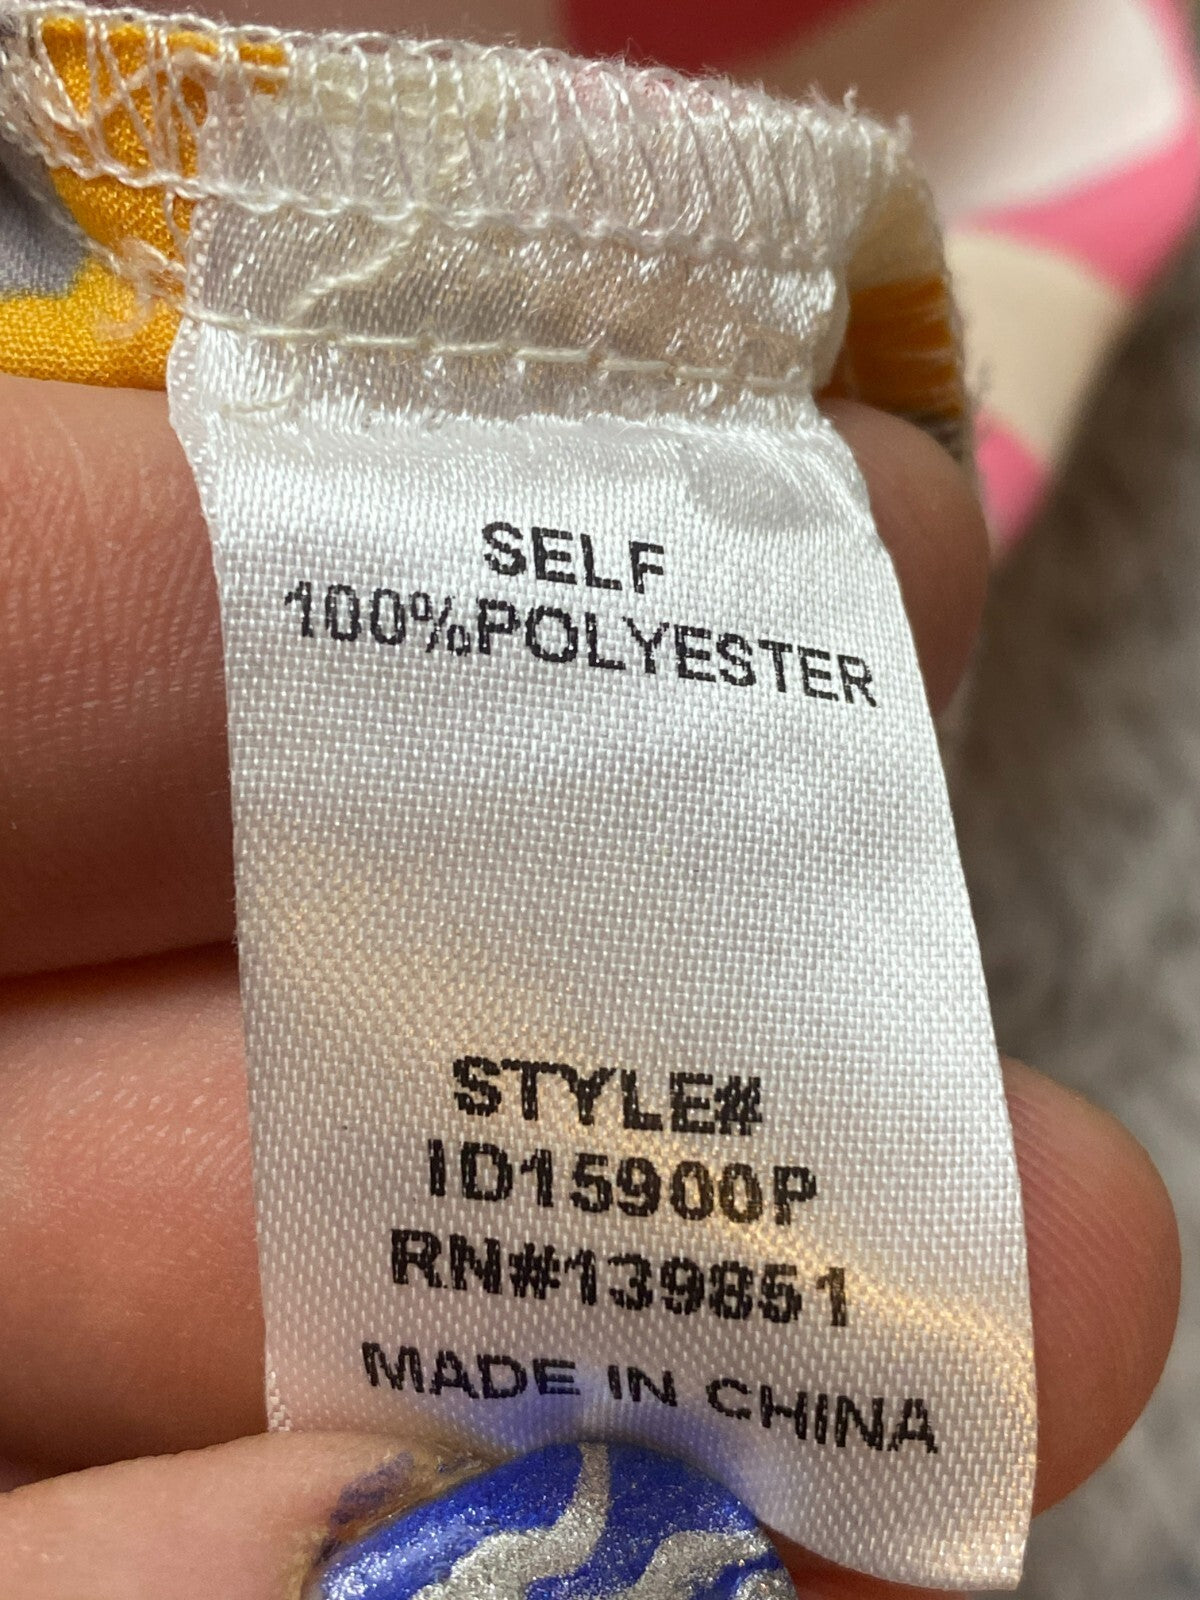 SELF
100%POLYESTER
STYLE#
ID15900P
RN#139851
MADE IN CHINA